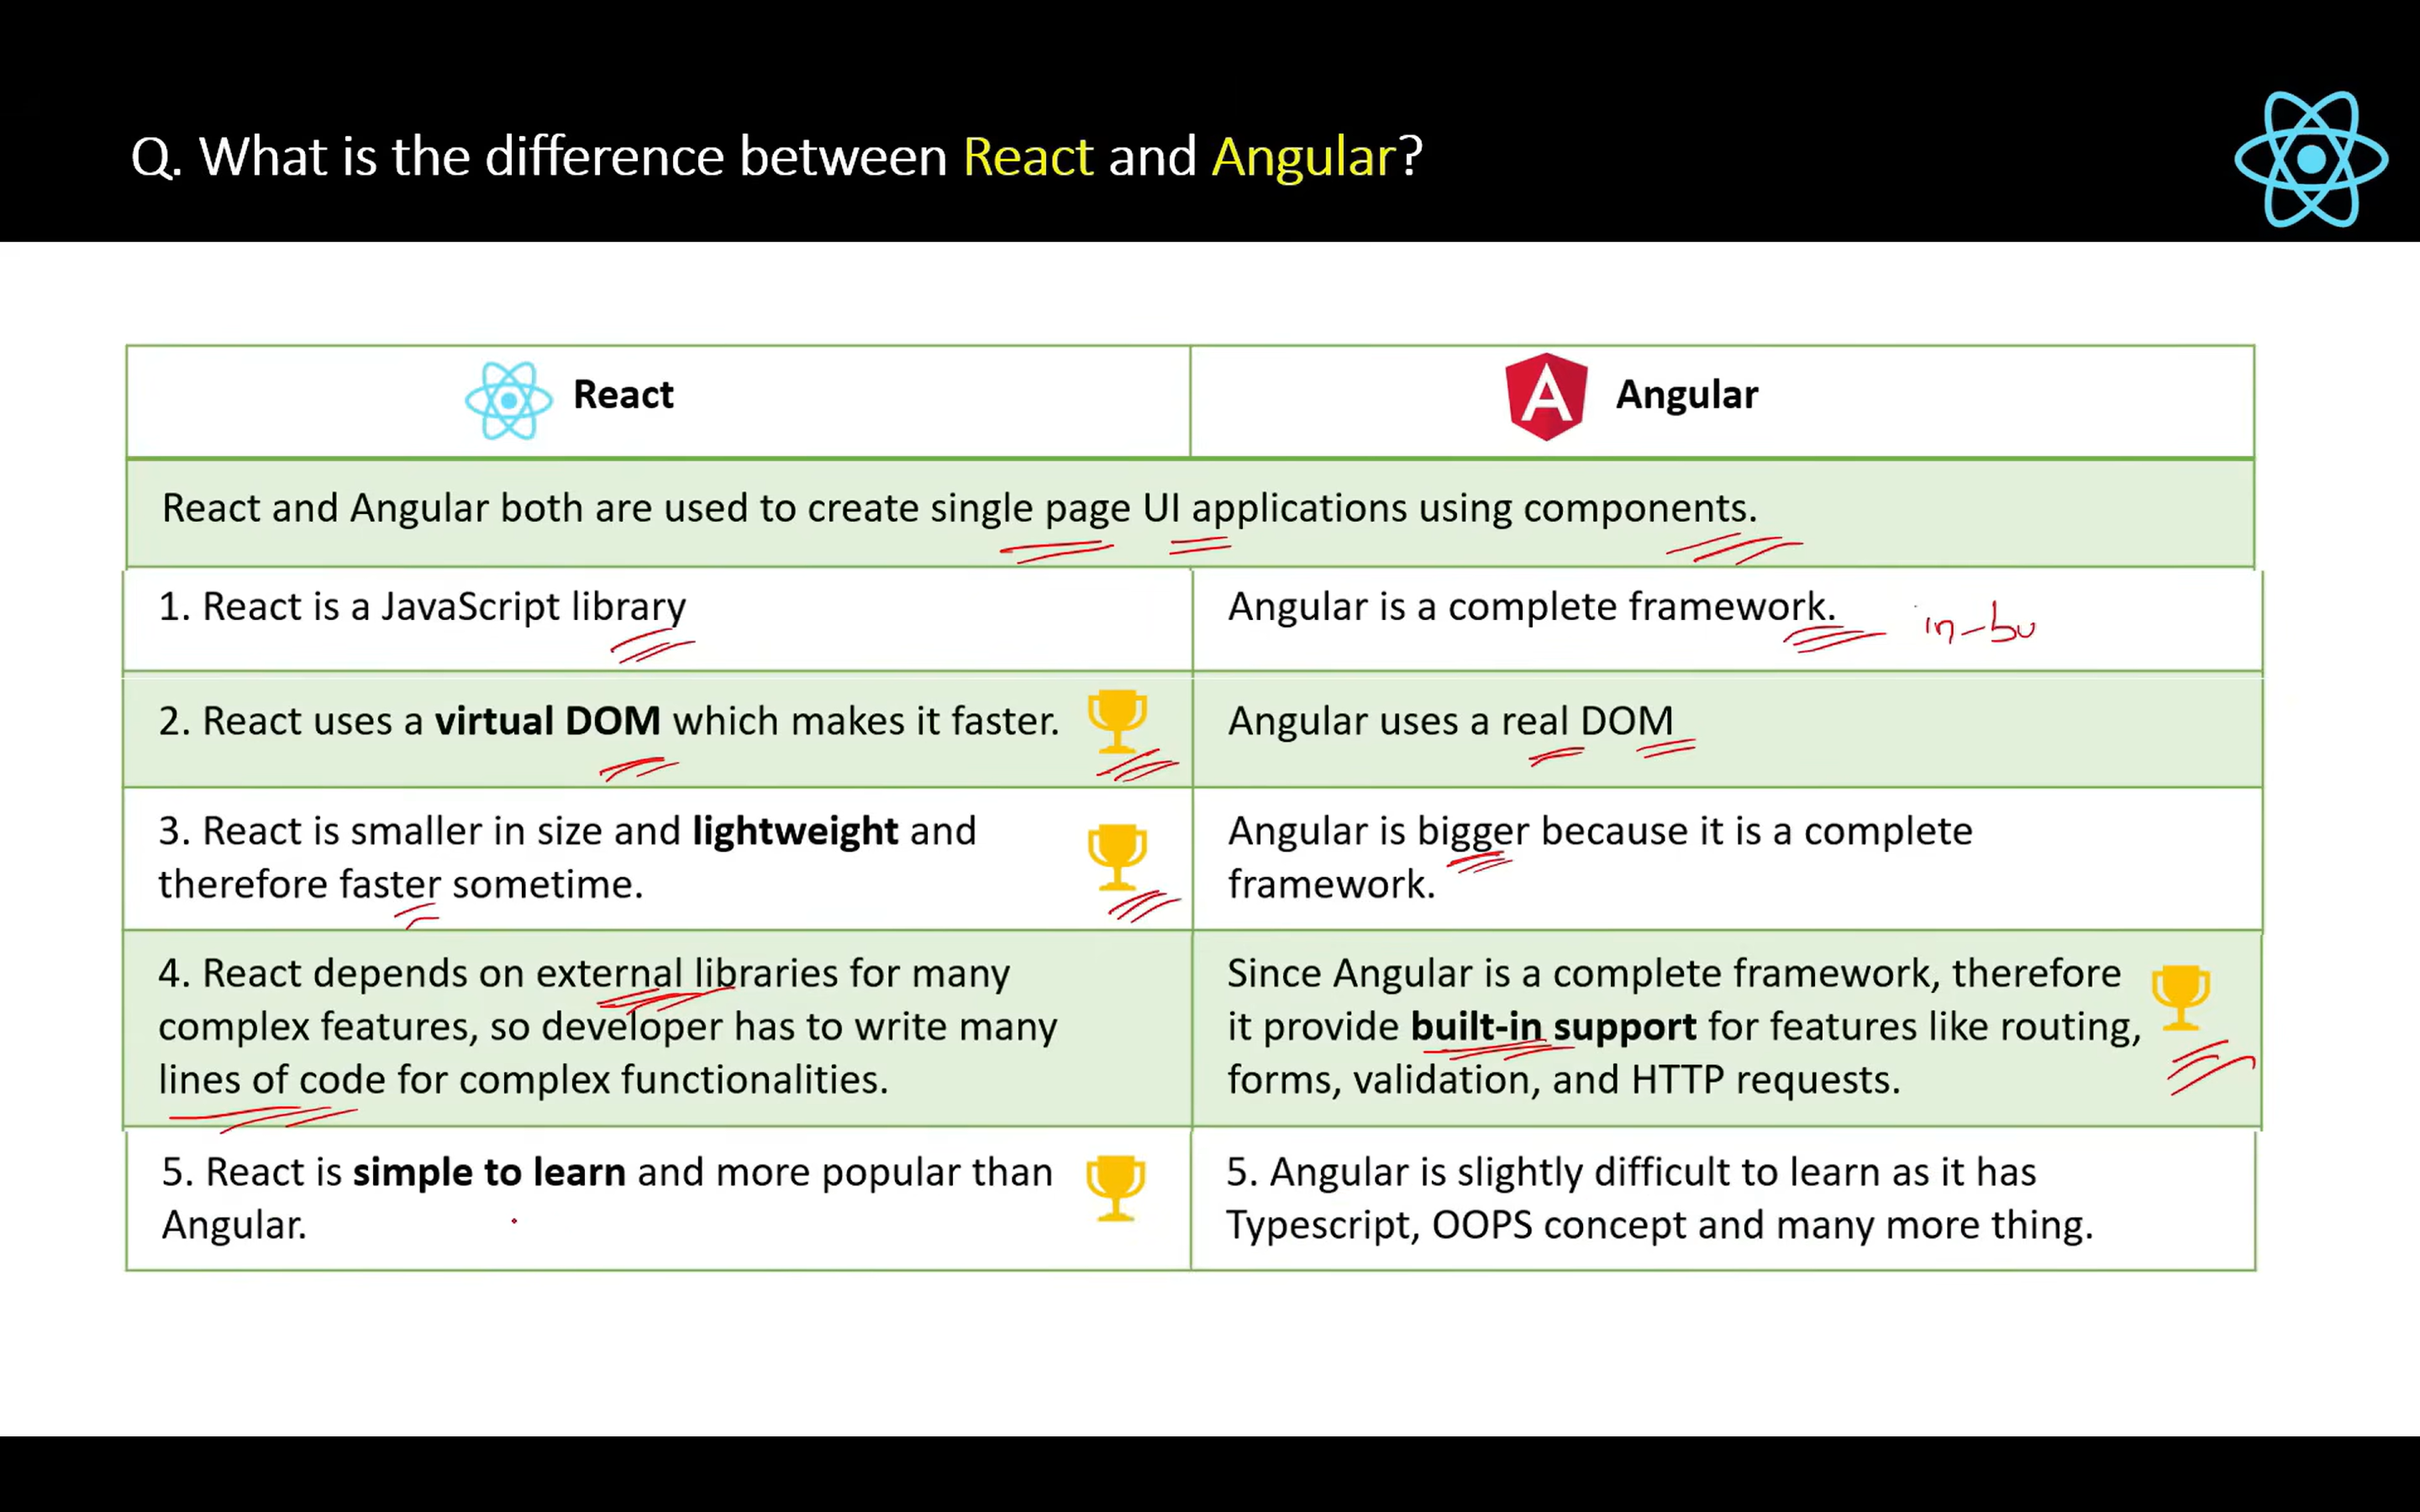 Q. What is the difference between React and Angular?
React
Angular
React and Angular both are used to create single page UI applications using components.
1. React is a JavaScript library
Angular is a complete framework.
in-bu
2. React uses a virtual DOM which makes it faster.
Angular uses a real DOM
3. React is smaller in size and lightweight and
therefore faster sometime.
Angular is bigger because it is a complete
framework.
4. React depends on external libraries for many
complex features, so developer has to write many
lines of code for complex functionalities.
Since Angular is a complete framework, therefore
it provide built-in support for features like routing,
forms, validation, and HTTP requests.
5. React is simple to learn and more popular than
Angular.
5. Angular is slightly difficult to learn as it has
Typescript, OOPS concept and many more thing.